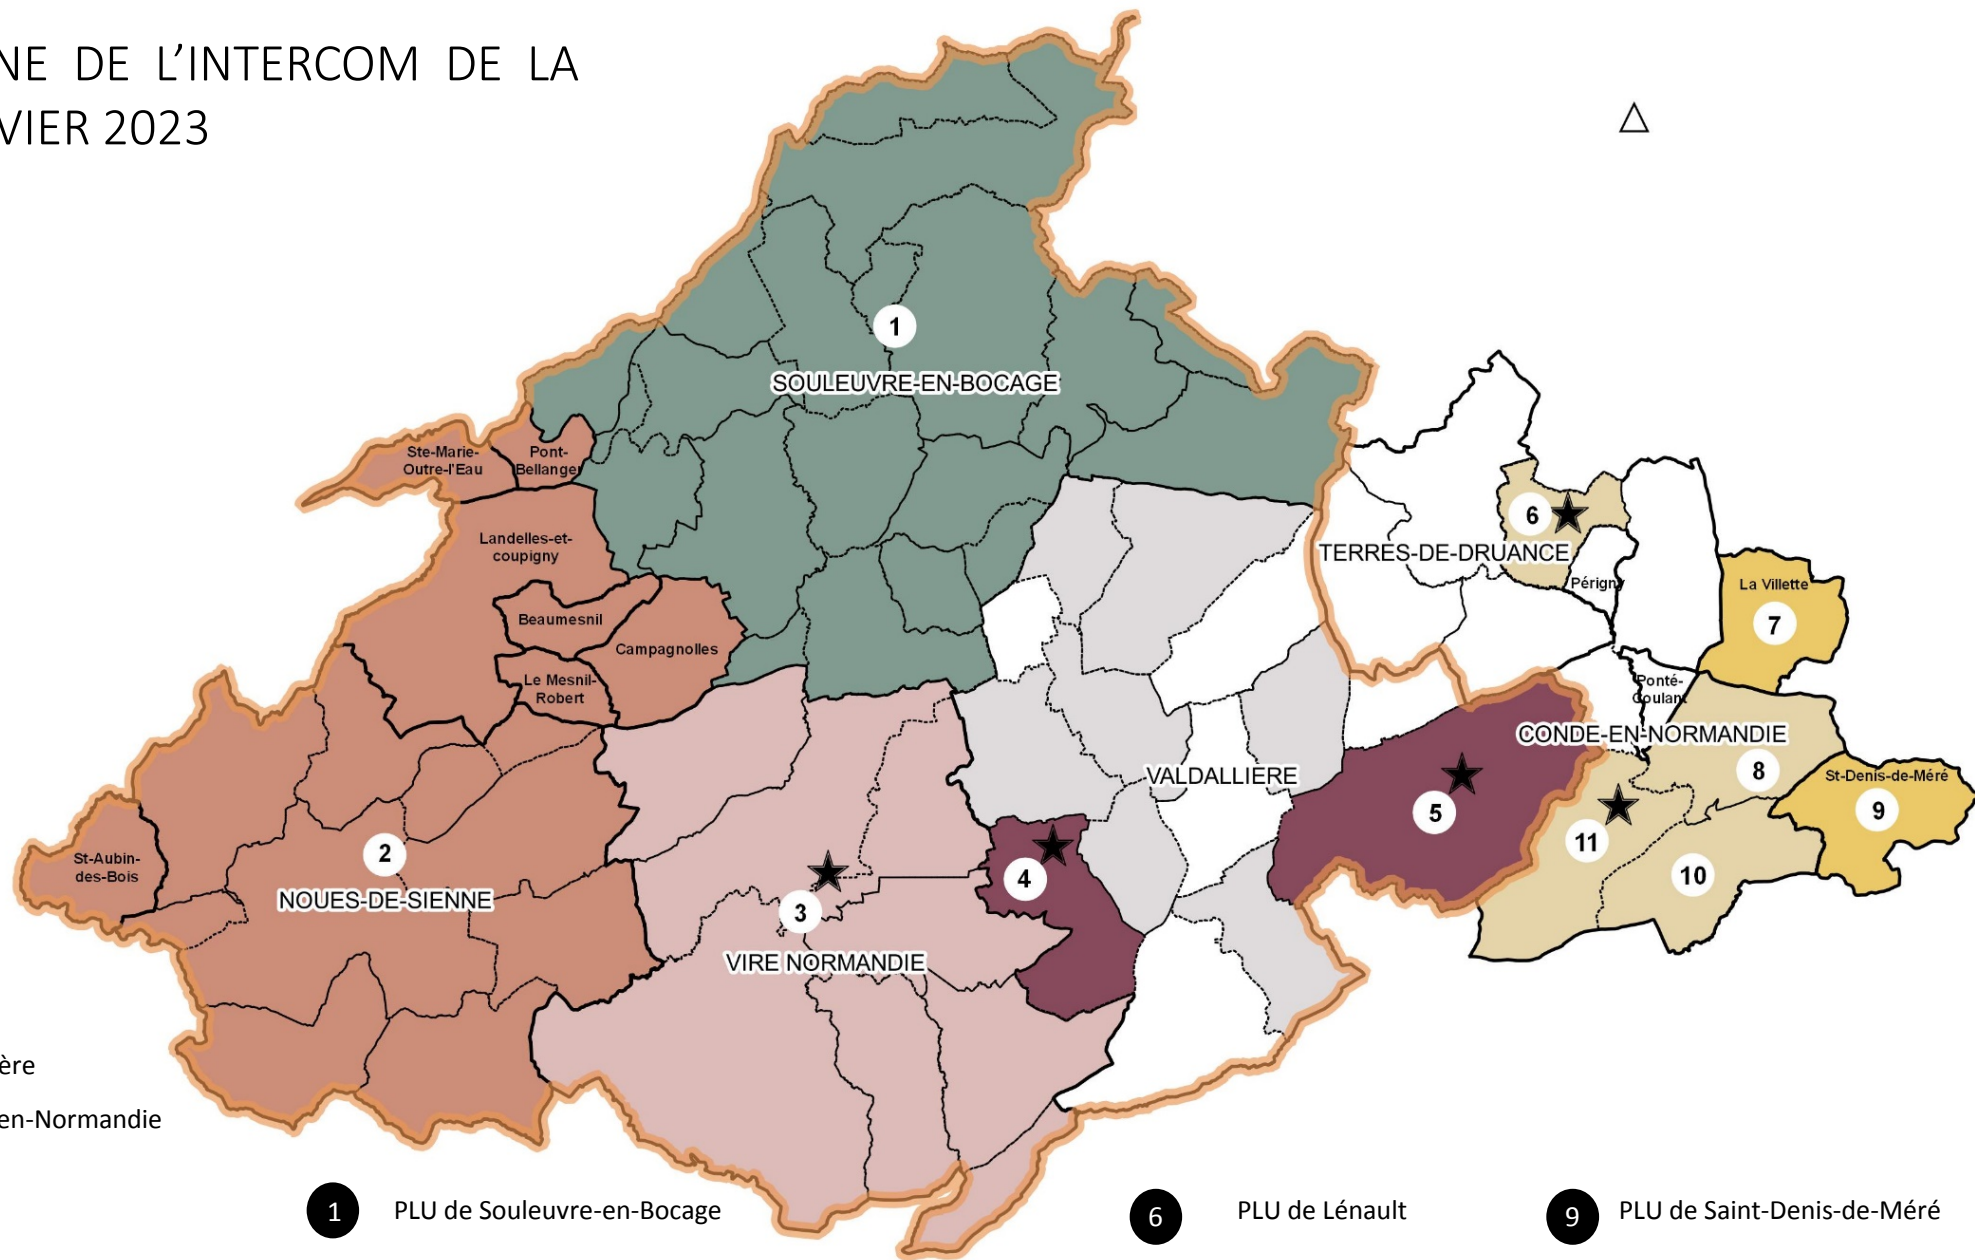 NE DE L'INTERCOM DE LA
VIER 2023
1
SOULEUVRE-EN-BOCAGE
Ste-Marie-
Outre-l'Eau
Pont-
Bellanger
Landelles-et-
coupigny
Beaumesnil
Campagnolles
Le Mesnil-
Robert
6
TERRES-DE-DRUANCE
Périgny
La Villette
7
Ponté-
Coulant
CONDE-EN-NORMANDIE
8
St-Denis-de-Méré
9
VALDALLIERE
5
11
10
St-Aubin-
des-Bois
2
NOUES-DE-SIENNE
4
3
VIRE NORMANDIE
ère
en-Normandie
1 PLU de Souleuvre-en-Bocage
6 PLU de Lénault
9 PLU de Saint-Denis-de-Méré